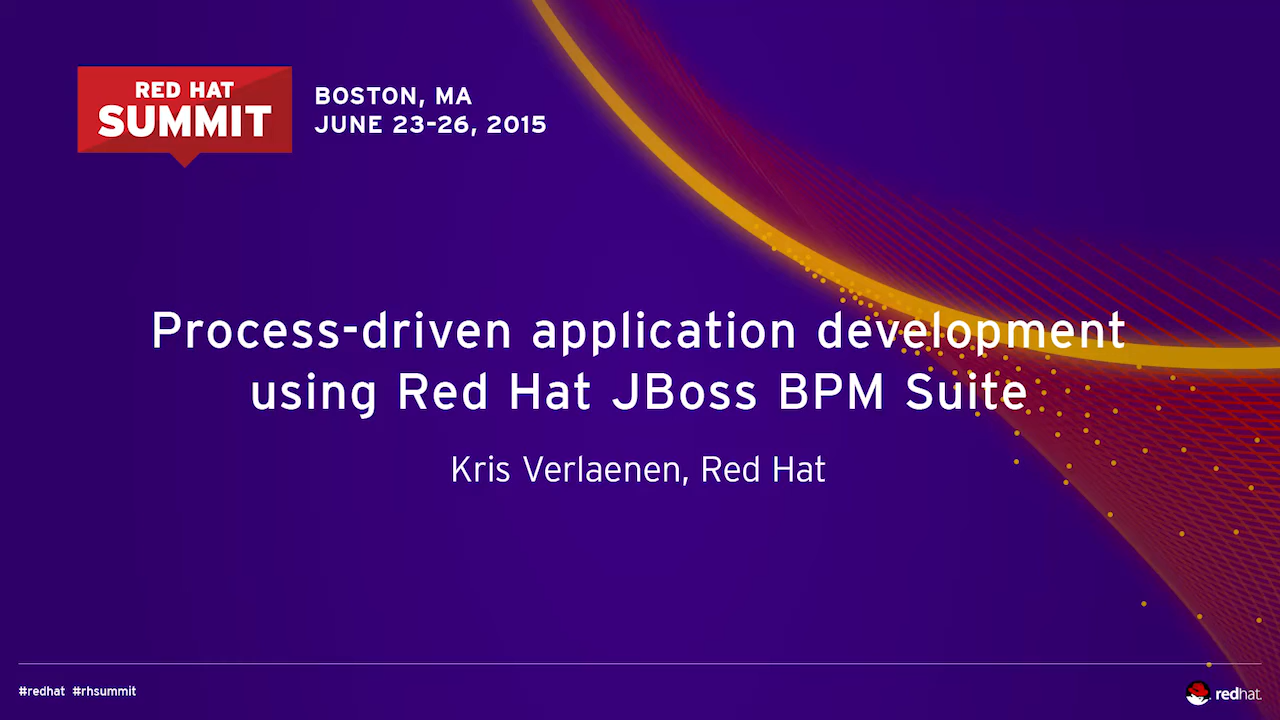 RED HAT
SUMMIT
BOSTON, MA
JUNE 23-26, 2015
Process-driven application development
using Red Hat JBoss BPM Suite
Kris Verlaenen, Red Hat
#redhat #rhsummit
redhat.